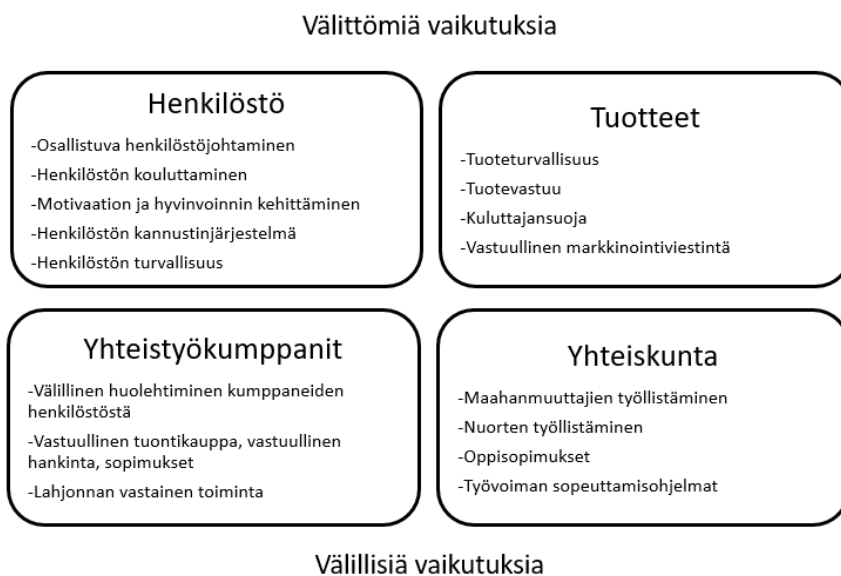 Välittömiä vaikutuksia
Henkilöstö
-Osallistuva henkilöstöjohtaminen
-Henkilöstön kouluttaminen
-Motivaation ja hyvinvoinnin kehittäminen
-Henkilöstön kannustinjärjestelmä
-Henkilöstön turvallisuus
Tuotteet
-Tuoteturvallisuus
-Tuotevastuu
-Kuluttajansuoja
-Vastuullinen markkinointiviestintä
Yhteistyökumppanit
-Välillinen huolehtiminen kumppaneiden
henkilöstöstä
-Vastuullinen tuontikauppa, vastuullinen
hankinta, sopimukset
-Lahjonnan vastainen toiminta
Yhteiskunta
-Maahanmuuttajien työllistäminen
-Nuorten työllistäminen
-Oppisopimukset
-Työvoiman sopeuttamisohjelmat
Välillisiä vaikutuksia